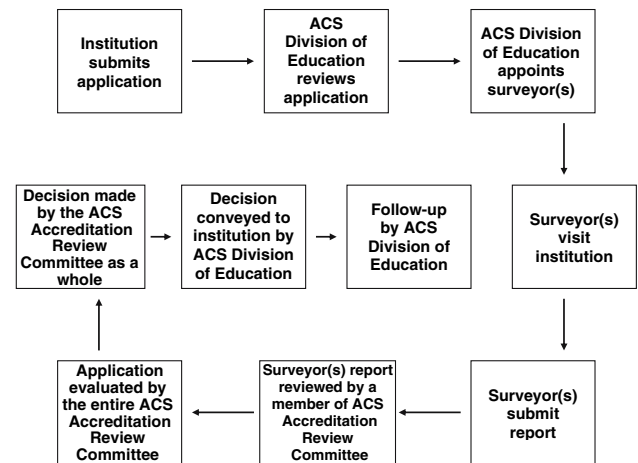 Institution
submits
application
ACS
Division of
Education
reviews
application
ACS Division
of Education
appoints
surveyor(s)
Surveyor(s)
visit
institution
Surveyor(s)
submit
report
Surveyor(s) report
reviewed by a
member of ACS
Accreditation
Review
Committee
Application
evaluated by
the entire ACS
Accreditation
Review
Committee
Decision made
by the ACS
Accreditation
Review
Committee as a
whole
Decision
conveyed to
institution by
ACS Division
of Education
Follow-up
by ACS
Division of
Education